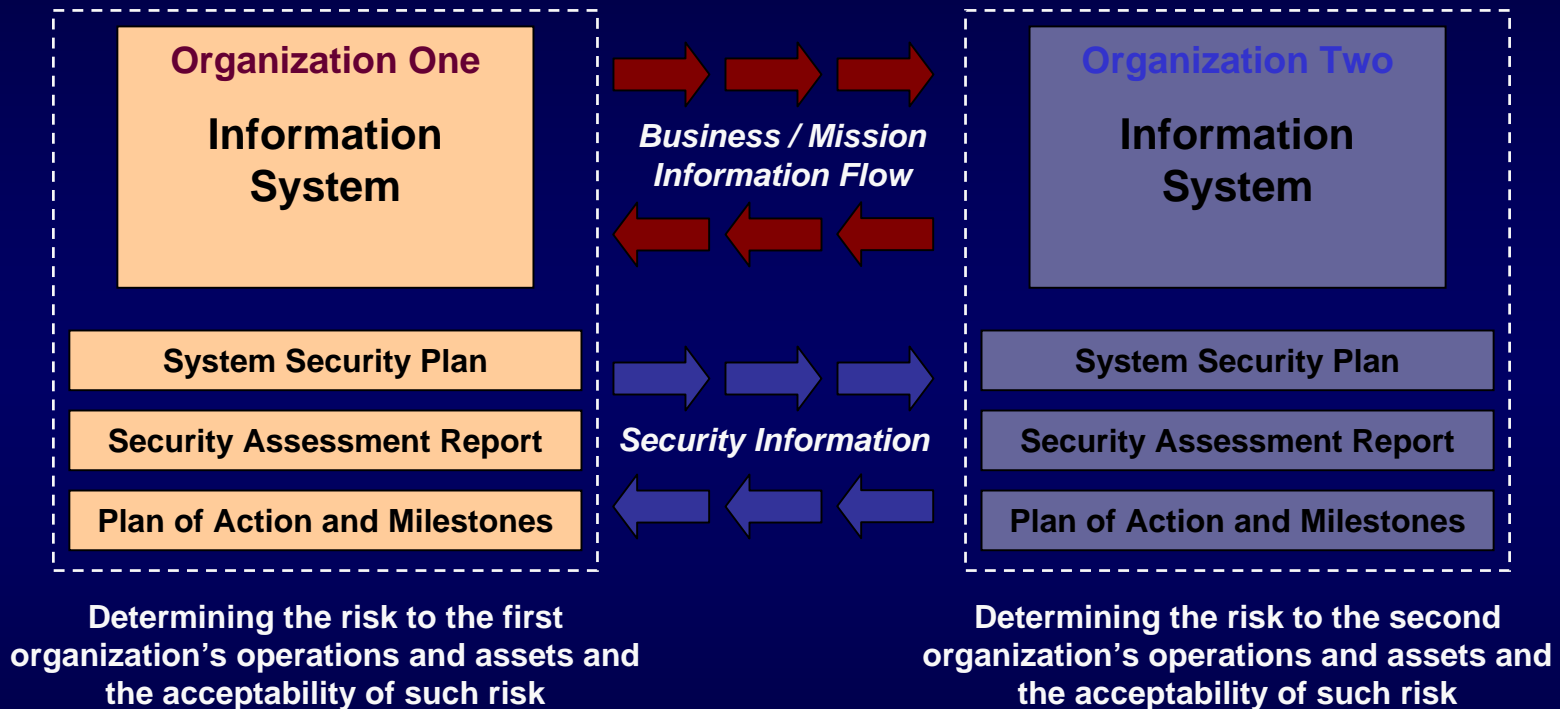 Organization One
Information
System
System Security Plan
Security Assessment Report
Plan of Action and Milestones
Determining the risk to the first
organization’s operations and assets and
the acceptability of such risk
Business / Mission
Information Flow
Security Information
Organization Two
Information
System
System Security Plan
Security Assessment Report
Plan of Action and Milestones
Determining the risk to the second
organization’s operations and assets and
the acceptability of such risk